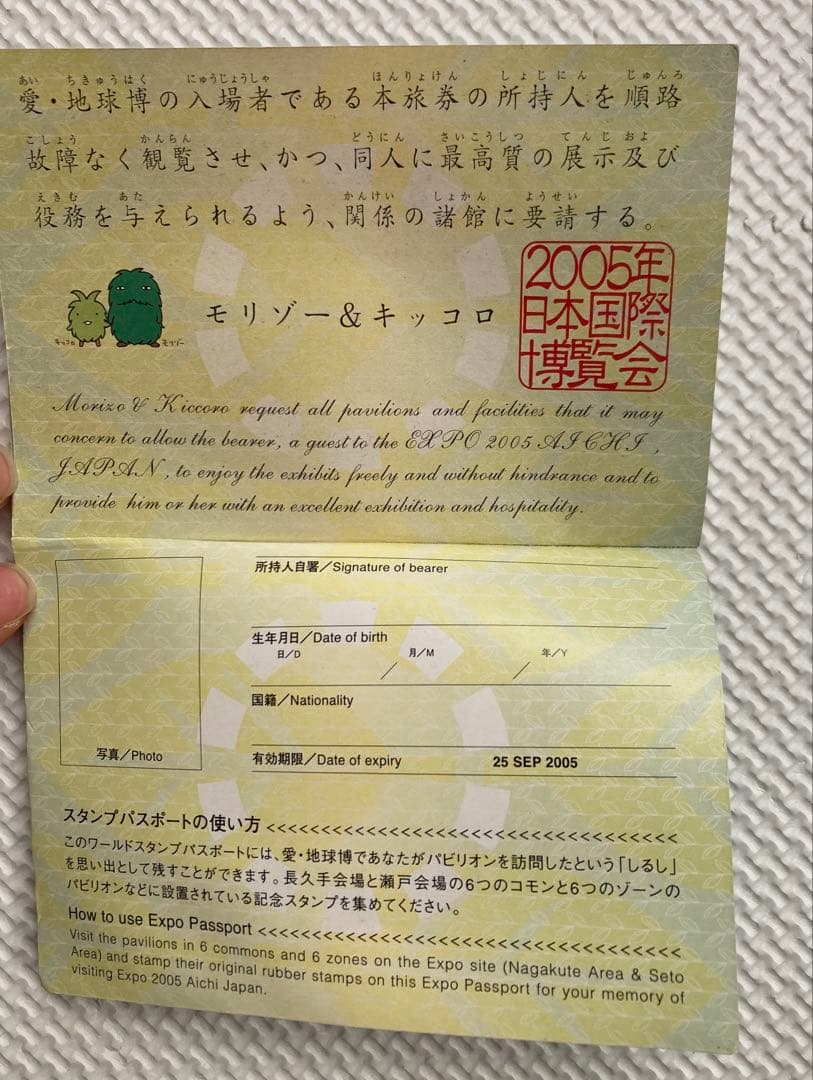 愛・地球博の入場者である本旅券の所持人を順路
故障なく観覧させ、かつ、同人に最高質の展示及び
役務を与えられるよう、関係の諸館に要請する。
キッコロ
モリゾー
モリゾー&キッコロ
2005年
日本国際
博覧会
Morizo & Kiccoro request all pavilions and facilities that it may
concern to allow the bearer, a guest to the EXPO 2005 AICHI,
JAPAN, to enjoy the exhibits freely and without hindrance and to
provide him or her with an excellent exhibition and hospitality.
所持人自署/Signature of bearer
生年月日/Date of birth
日/D 月/M 年/Y
/ /
国籍/Nationality
有効期限/Date of expiry 25 SEP 2005
写真/Photo
スタンプパスポートの使い方 <<<<<<<<<<<<<<<<<<<<<<<<<<<<<<<<<<<<<
このワールドスタンプパスポートには、愛・地球博であなたがパビリオンを訪問したという「しるし」
を思い出として残すことができます。長久手会場と瀬戸会場の6つのコモンと6つのゾーンの
パビリオンなどに設置されている記念スタンプを集めてください。
How to use Expo Passport <<<<<<<<<<<<<<<<<<<<<<<<<<<<<<<<<<<<<<
Visit the pavilions in 6 commons and 6 zones on the Expo site (Nagakute Area & Seto
Area) and stamp their original rubber stamps on this Expo Passport for your memory of
visiting Expo 2005 Aichi Japan.